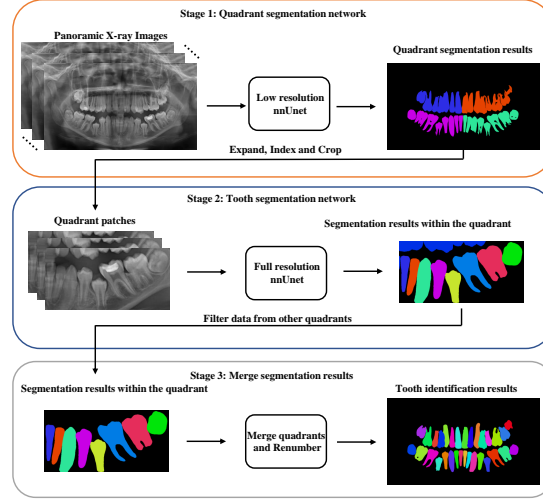 Stage 1: Quadrant segmentation network
Panoramic X-ray Images
Quadrant segmentation results
Low resolution
nnUnet
Expand, Index and Crop
Stage 2: Tooth segmentation network
Quadrant patches
Segmentation results within the quadrant
Full resolution
nnUnet
Filter data from other quadrants
Stage 3: Merge segmentation results
Segmentation results within the quadrant
Tooth identification results
Merge quadrants
and Renumber